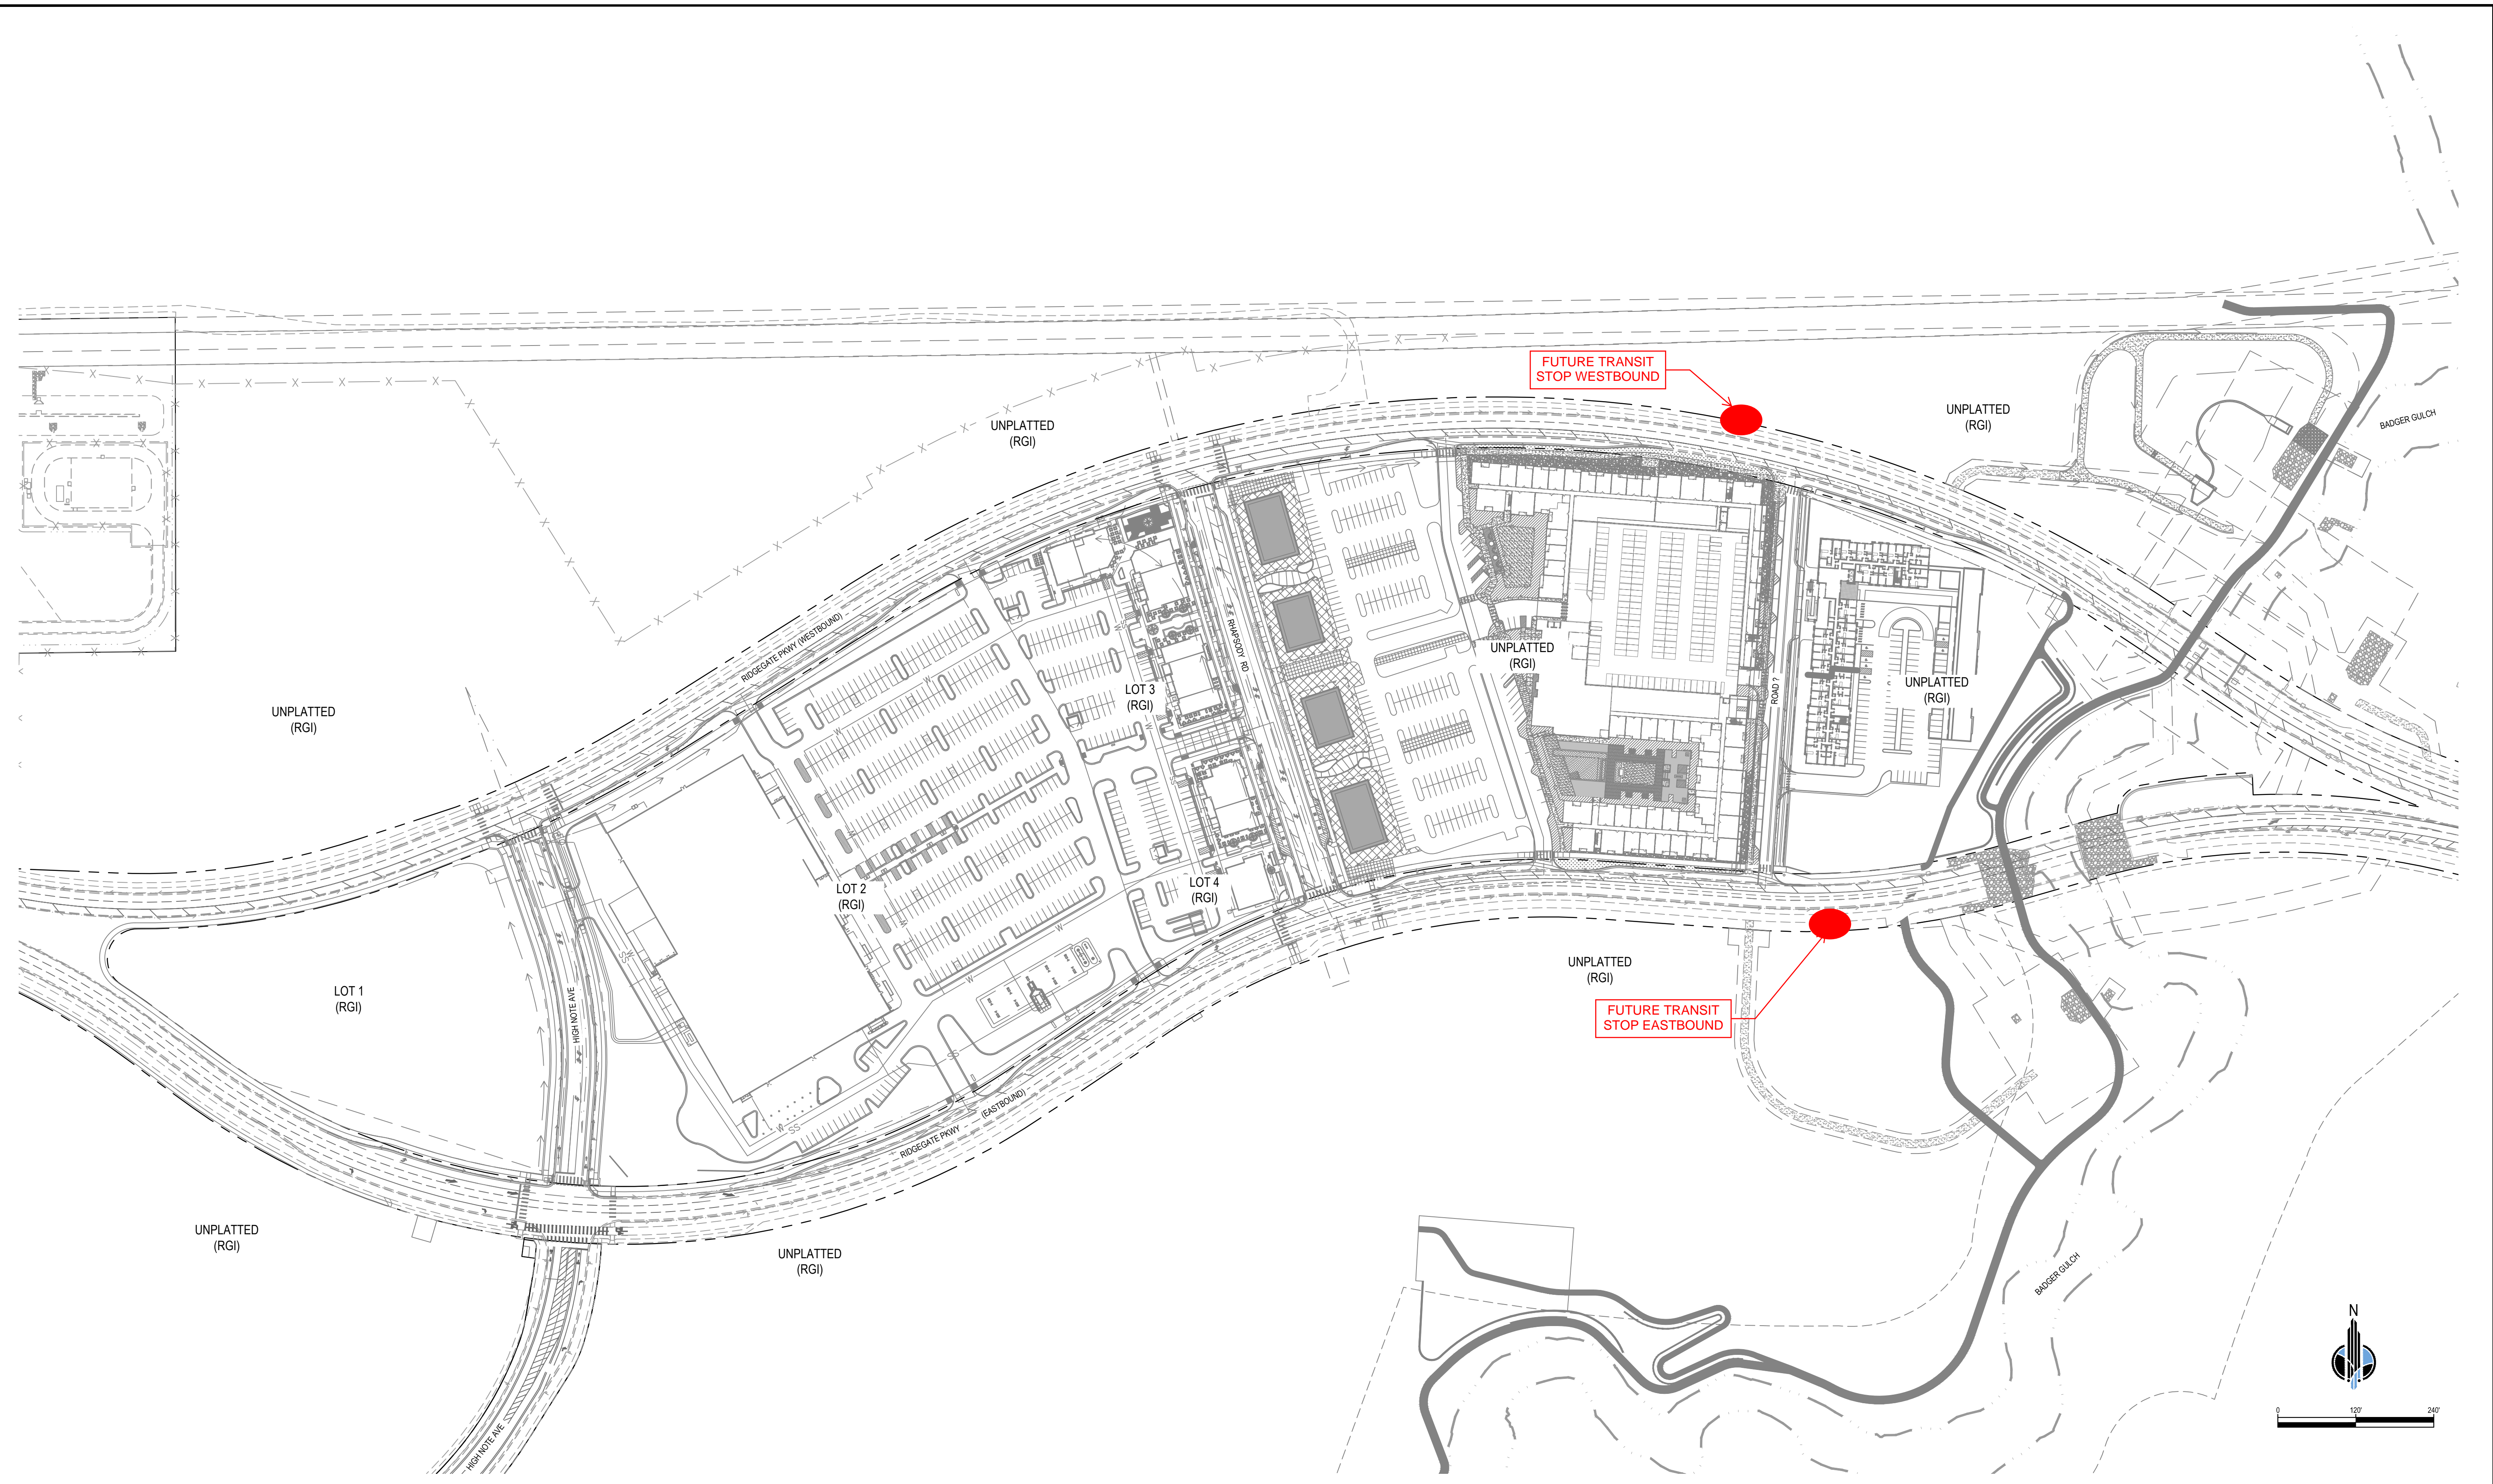 FUTURE TRANSIT
STOP WESTBOUND
UNPLATTED
(RGI)
UNPLATTED
(RGI)
BADGER GULCH
RIDGEGATE PKWY (WESTBOUND)
S E RHAPSODY RD
UNPLATTED
(RGI)
LOT 3
(RGI)
ROAD ?
UNPLATTED
(RGI)
UNPLATTED
(RGI)
LOT 2
(RGI)
LOT 4
(RGI)
LOT 1
(RGI)
HIGH NOTE AVE
UNPLATTED
(RGI)
FUTURE TRANSIT
STOP EASTBOUND
RIDGEGATE PKWY
(EASTBOUND)
UNPLATTED
(RGI)
UNPLATTED
(RGI)
BADGER GULCH
HIGH NOTE AVE
N
0 120' 240'